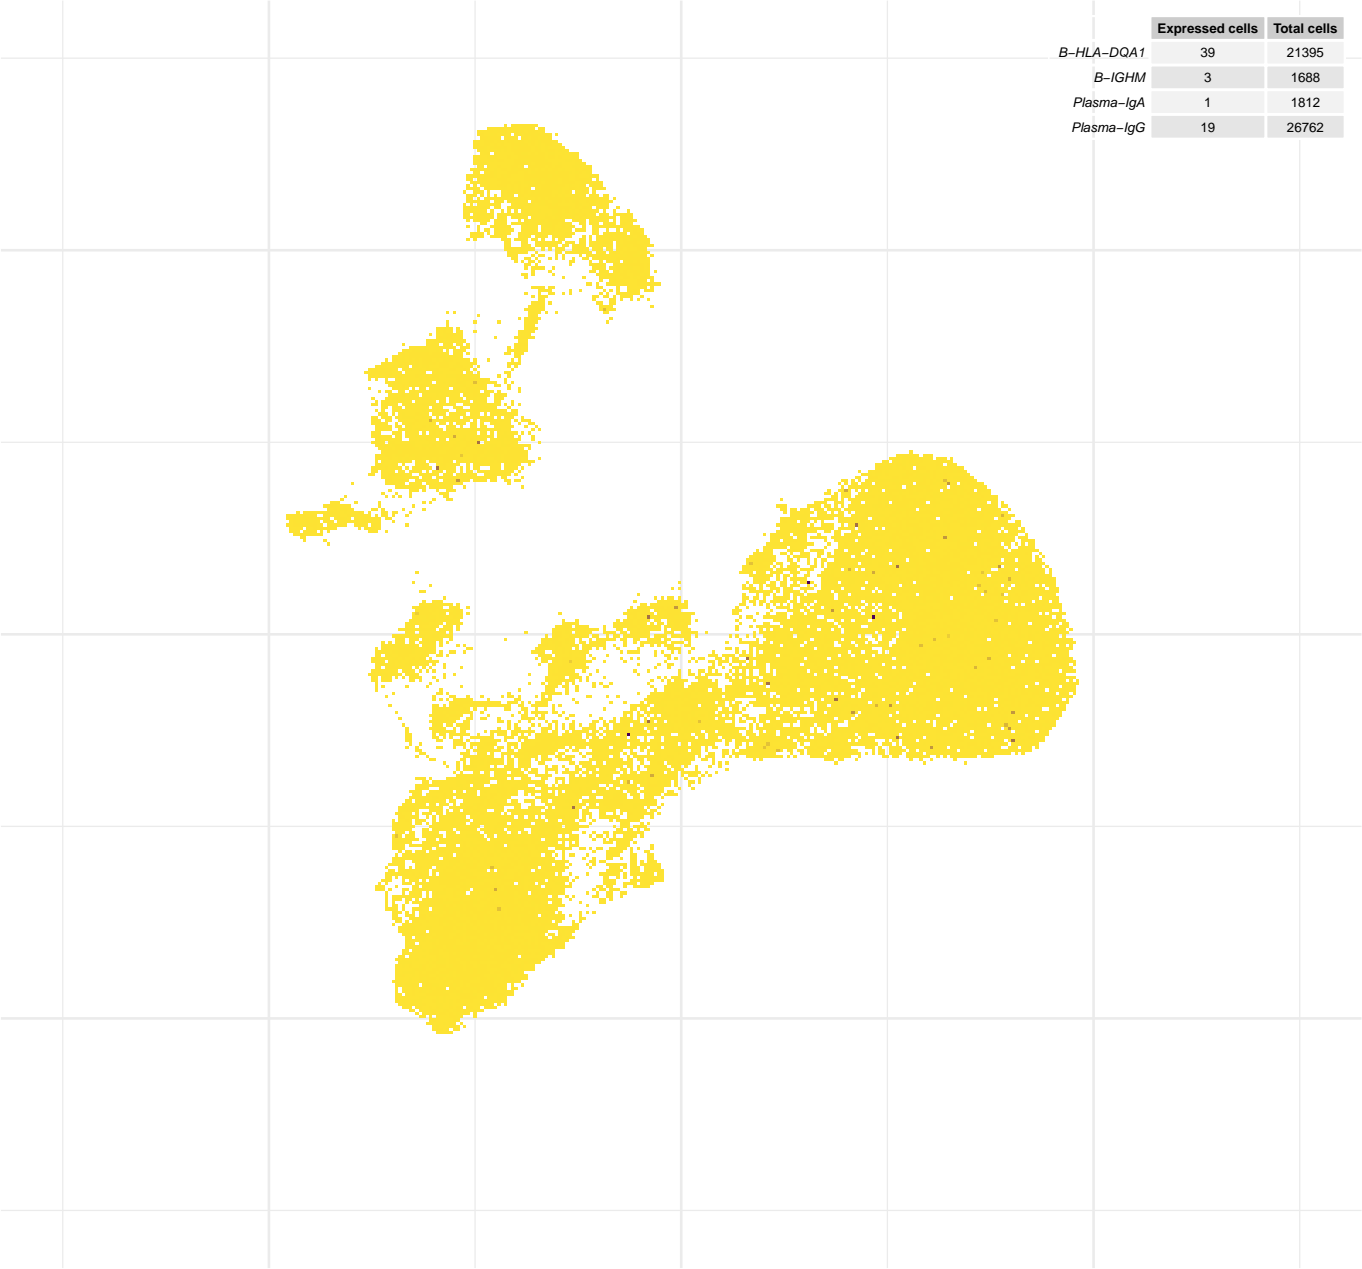 Expressed cells Total cells
B−HLA−DQA1 39 21395
B−IGHM 3 1688
Plasma−IgA 1 1812
Plasma−IgG 19 26762